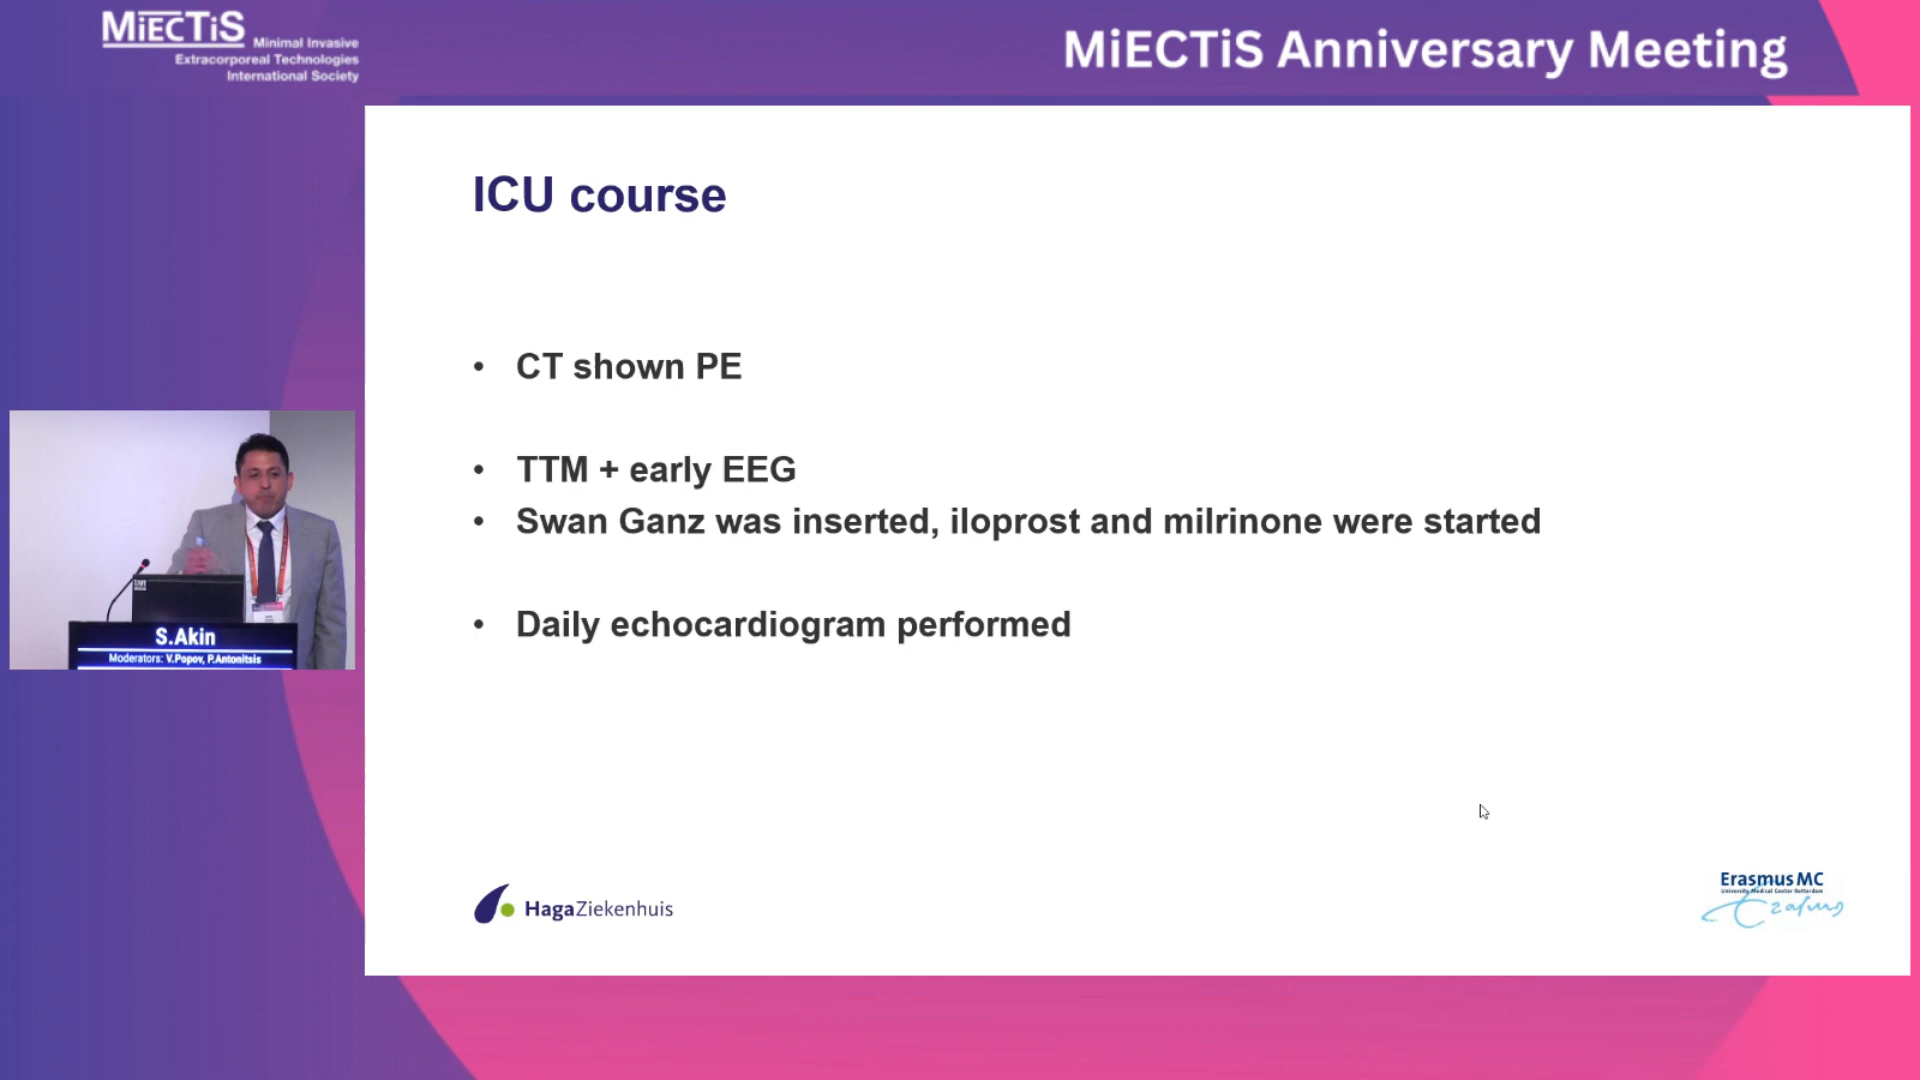 MiECTiS
Minimal Invasive
Extracorporeal Technologies
International Society
MiECTiS Anniversary Meeting
ICU course
• CT shown PE
• TTM + early EEG
• Swan Ganz was inserted, iloprost and milrinone were started
• Daily echocardiogram performed
S.Akin
Moderators: V.Popov, P.Antonitsis
HagaZiekenhuis
Erasmus MC
University Medical Center Rotterdam
Erasmus